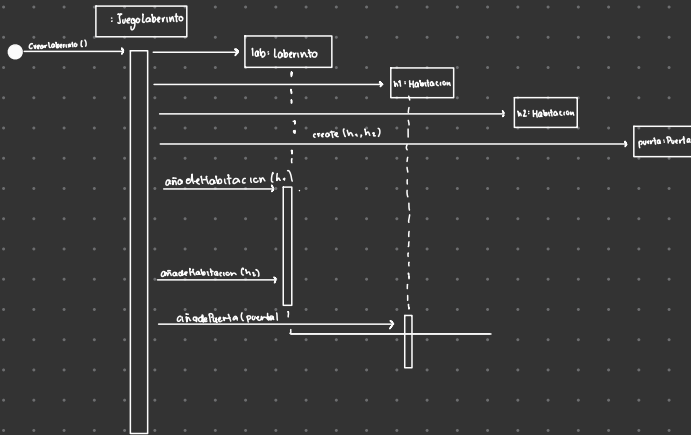 : JuegoLaberinto
CrearLaberinto ()
lab: Laberinto
h1: Habitacion
h2: Habitacion
create (h1, h2)
puerta: Puerta
añadeHabitacion (h1)
añadeHabitacion (h2)
añadePuerta (puerta)